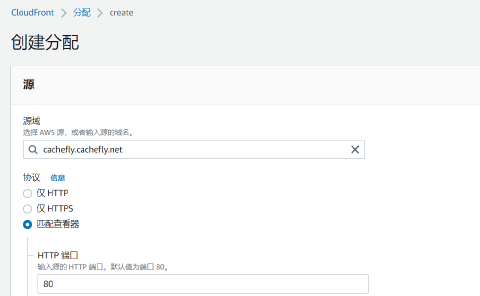 CloudFront > 分配 > create
创建分配
源
源域
选择 AWS 源，或者输入源的域名。
cachefly.cachefly.net
协议 | 信息
仅 HTTP
仅 HTTPS
匹配查看器
HTTP 端口
输入源的 HTTP 端口。默认值为端口 80。
80